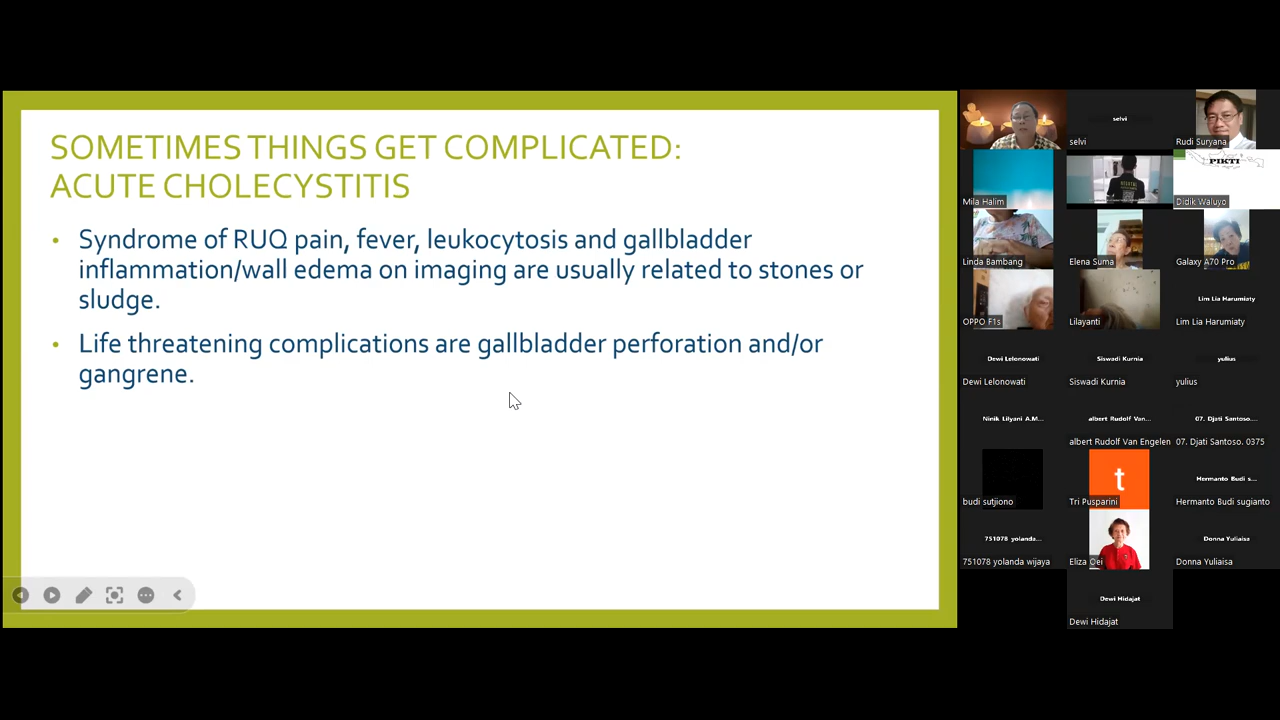 SOMETIMES THINGS GET COMPLICATED:
ACUTE CHOLECYSTITIS
• Syndrome of RUQ pain, fever, leukocytosis and gallbladder
inflammation/wall edema on imaging are usually related to stones or
sludge.
• Life threatening complications are gallbladder perforation and/or
gangrene.
selvi
selvi
Rudi Suryana
Mila Halim
PIKTI
Didik Waluyo
Linda Bambang
Elena Suma
Galaxy A70 Pro
OPPO F1s
Lilayanti
Lim Lia Harumiaty
Lim Lia Harumiaty
Dewi Lelonowati
Siswadi Kurnia
yulius
Dewi Lelonowati
Siswadi Kurnia
yulius
Ninik Lilyani A.M...
albert Rudolf Van...
07. Djati Santoso....
albert Rudolf Van Engelen
07. Djati Santoso. 0375
budi sutjiono
t
Tri Pusparini
Hermanto Budi s...
Hermanto Budi sugianto
751078 yolanda...
Donna Yuliaisa
751078 yolanda wijaya
Eliza Oei
Donna Yuliaisa
Dewi Hidajat
Dewi Hidajat